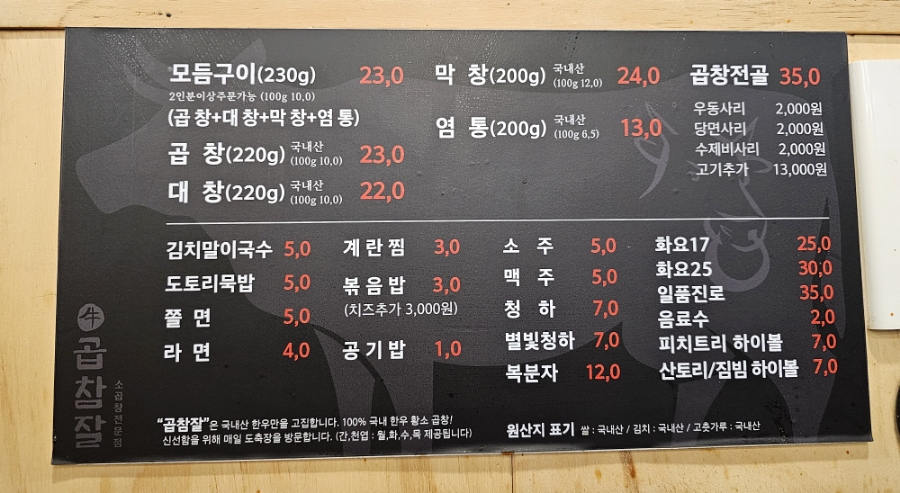 모듬구이(230g) 23,0
2인분이상주문가능 (100g 10,0)
(곱창+대창+막창+염통)
곱 창(220g) 국내산 (100g 10,0) 23,0
대 창(220g) 국내산 (100g 10,0) 22,0
막 창(200g) 국내산 (100g 12,0) 24,0
염 통(200g) 국내산 (100g 6,5) 13,0
곱창전골 35,0
우동사리 2,000원
당면사리 2,000원
수제비사리 2,000원
고기추가 13,000원
김치말이국수 5,0
도토리묵밥 5,0
쫄 면 5,0
라 면 4,0
계란찜 3,0
볶음밥 3,0
(치즈추가 3,000원)
공기밥 1,0
소 주 5,0
맥 주 5,0
청 하 7,0
별빛청하 7,0
복분자 12,0
화요17 25,0
화요25 30,0
일품진로 35,0
음료수 2,0
피치트리 하이볼 7,0
산토리/짐빔 하이볼 7,0
牛
곱참잘
소곱창전문점
"곱참잘"은 국내산 한우만을 고집합니다. 100% 국내 한우 황소 곱창!
신선함을 위해 매일 도축장을 방문합니다. (간,천엽 : 월,화,수,목 제공됩니다)
원산지 표기 쌀 : 국내산 / 김치 : 국내산 / 고춧가루 : 국내산